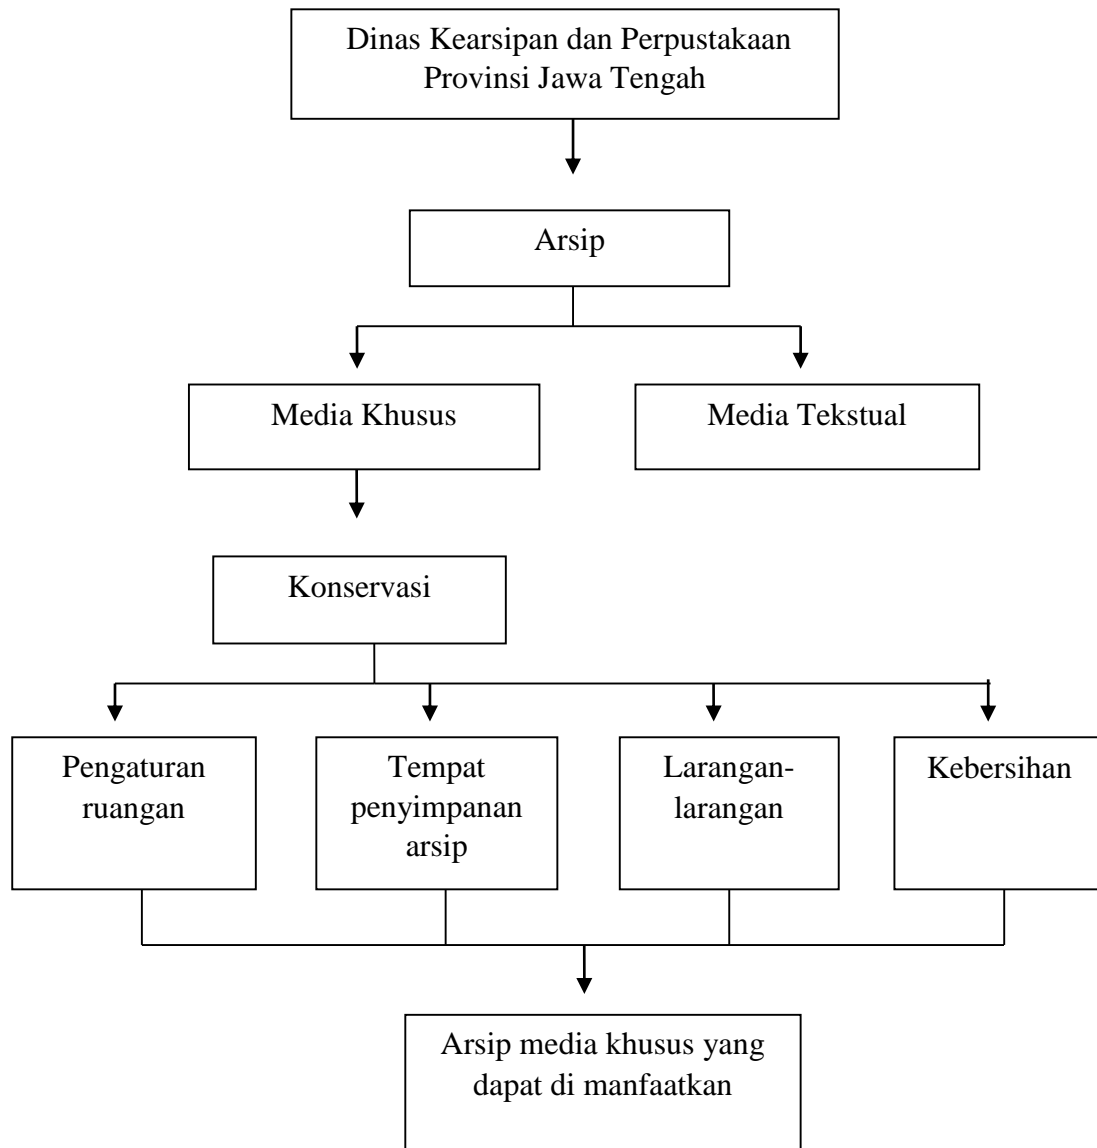 Dinas Kearsipan dan Perpustakaan
Provinsi Jawa Tengah
Arsip
Media Khusus
Media Tekstual
Konservasi
Pengaturan
ruangan
Tempat
penyimpanan
arsip
Larangan-
larangan
Kebersihan
Arsip media khusus yang
dapat di manfaatkan